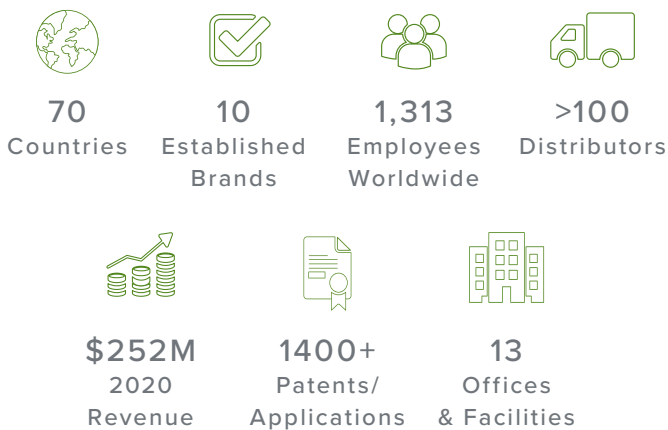 70
Countries
10
Established
Brands
1,313
Employees
Worldwide
>100
Distributors
$252M
2020
Revenue
1400+
Patents/
Applications
13
Offices
& Facilities